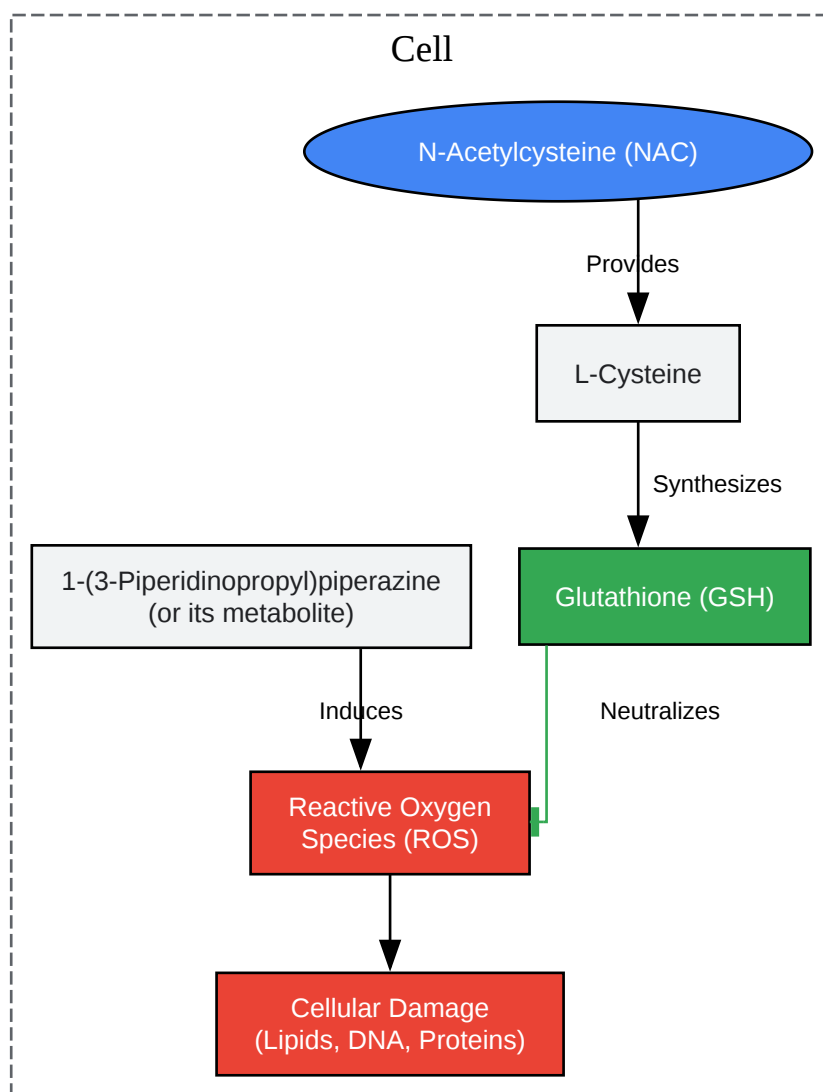 Cell
N-Acetylcysteine (NAC)
Provides
L-Cysteine
Synthesizes
1-(3-Piperidinopropyl)piperazine
(or its metabolite)
Glutathione (GSH)
Induces
Neutralizes
Reactive Oxygen
Species (ROS)
Cellular Damage
(Lipids, DNA, Proteins)